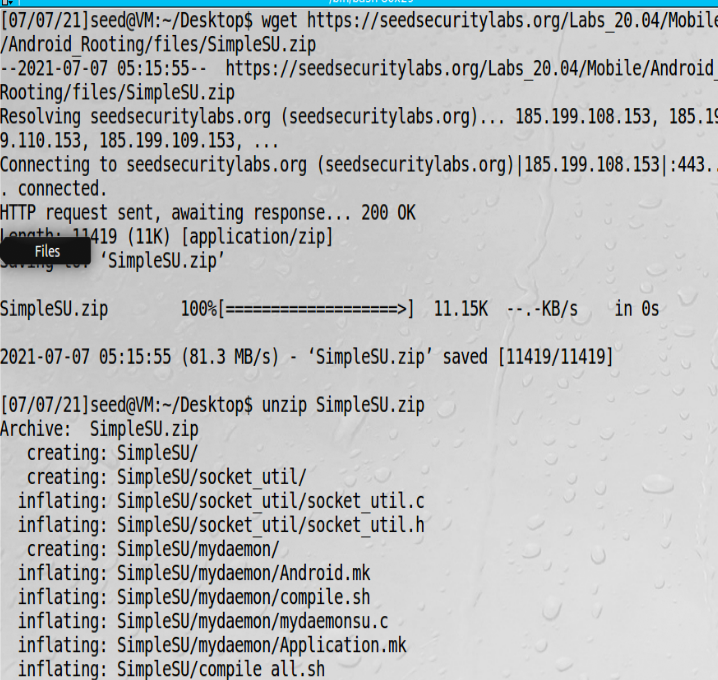 [07/07/21]seed@VM:~/Desktop$ wget https://seedsecuritylabs.org/Labs_20.04/Mobile
/Android_Rooting/files/SimpleSU.zip
--2021-07-07 05:15:55--  https://seedsecuritylabs.org/Labs_20.04/Mobile/Android_
Rooting/files/SimpleSU.zip
Resolving seedsecuritylabs.org (seedsecuritylabs.org)... 185.199.108.153, 185.19
9.110.153, 185.199.109.153, ...
Connecting to seedsecuritylabs.org (seedsecuritylabs.org)|185.199.108.153|:443..
. connected.
HTTP request sent, awaiting response... 200 OK
Length: 11419 (11K) [application/zip]
Files
Saving to: ‘SimpleSU.zip’
SimpleSU.zip        100%[===================>]  11.15K  --.-KB/s    in 0s
2021-07-07 05:15:55 (81.3 MB/s) - ‘SimpleSU.zip’ saved [11419/11419]
[07/07/21]seed@VM:~/Desktop$ unzip SimpleSU.zip
Archive:  SimpleSU.zip
   creating: SimpleSU/
   creating: SimpleSU/socket_util/
  inflating: SimpleSU/socket_util/socket_util.c
  inflating: SimpleSU/socket_util/socket_util.h
   creating: SimpleSU/mydaemon/
  inflating: SimpleSU/mydaemon/Android.mk
  inflating: SimpleSU/mydaemon/compile.sh
  inflating: SimpleSU/mydaemon/mydaemonsu.c
  inflating: SimpleSU/mydaemon/Application.mk
  inflating: SimpleSU/compile_all.sh